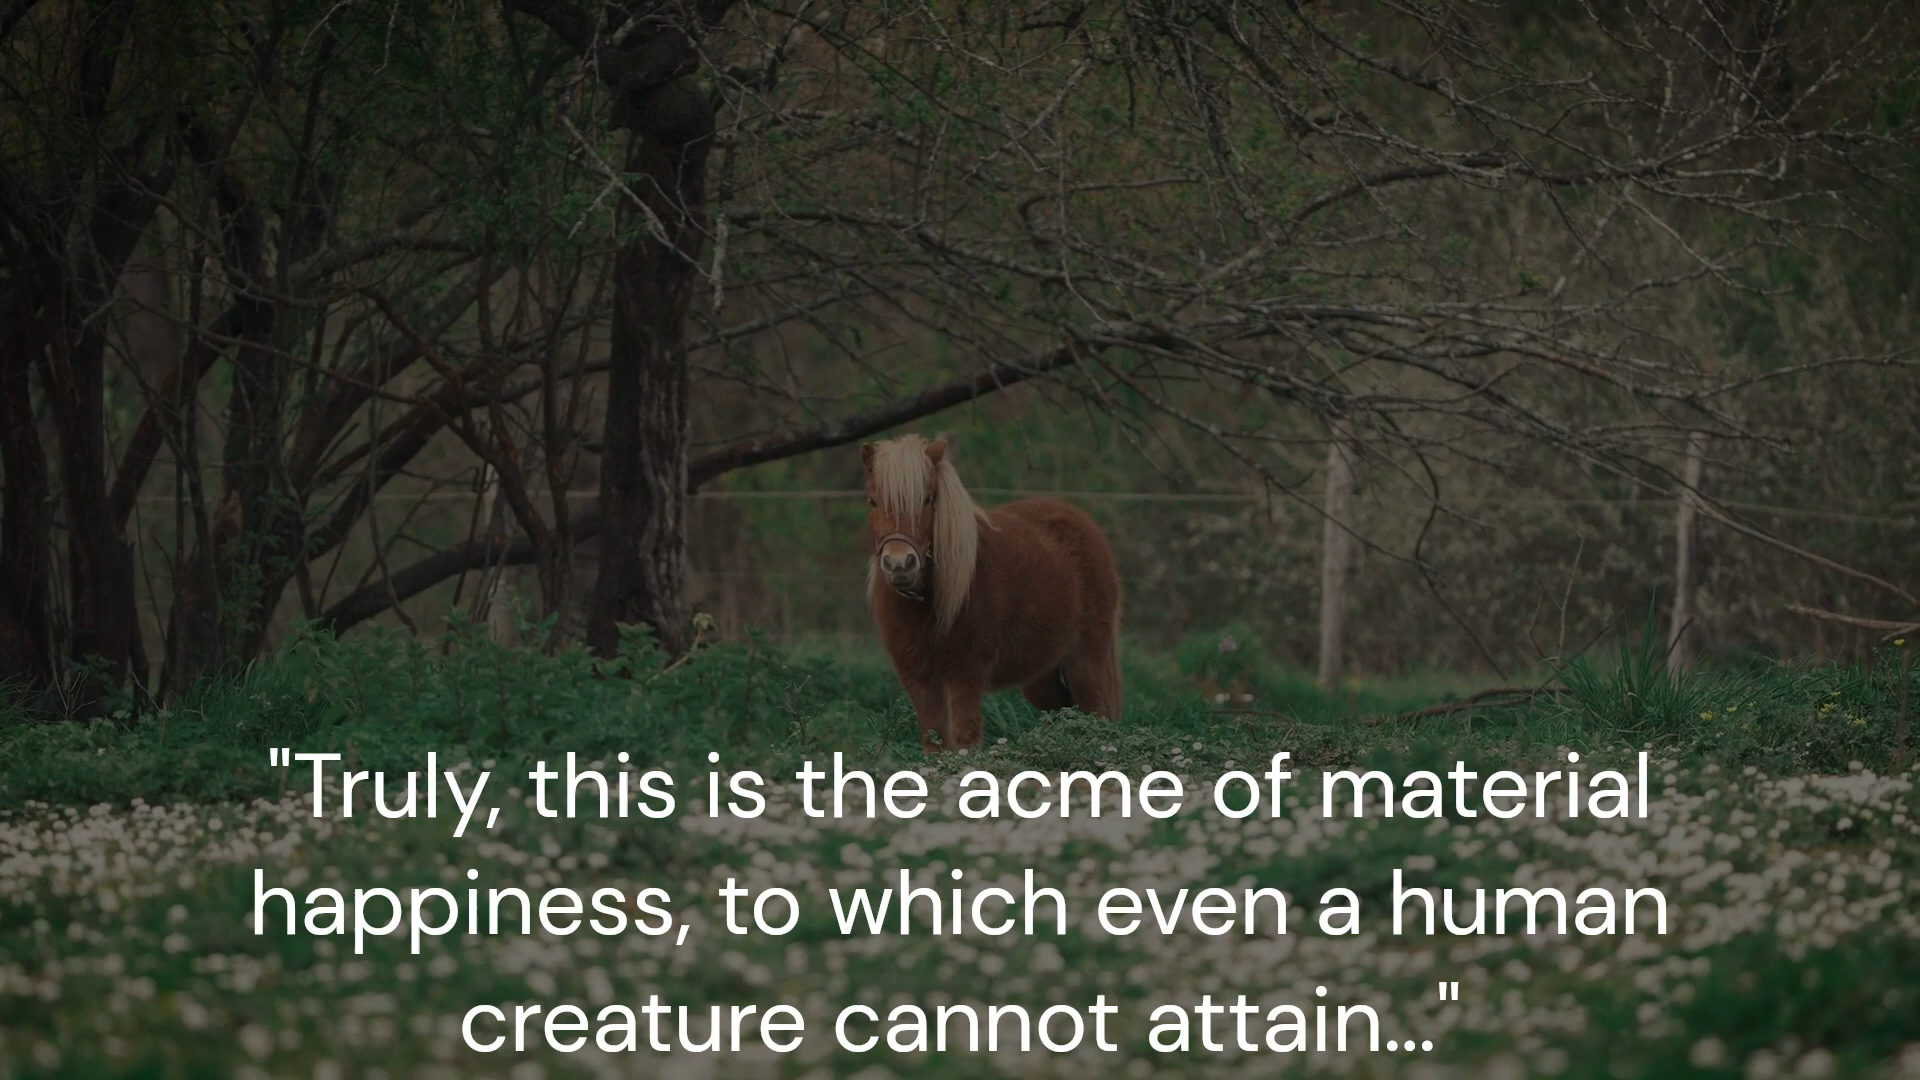 "Truly, this is the acme of material
happiness, to which even a human
creature cannot attain..."